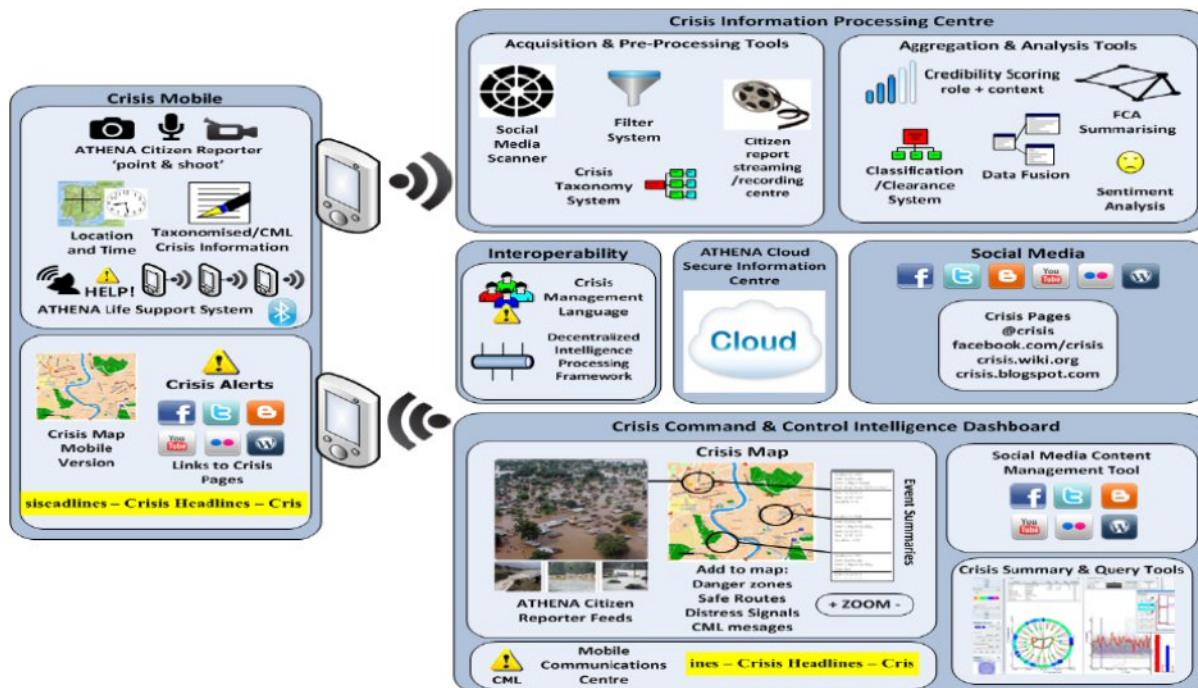 Crisis Mobile
ATHENA Citizen Reporter
'point & shoot'
Location
and Time
Taxonomised/CML
Crisis Information
HELP!
ATHENA Life Support System
Crisis Map
Mobile
Version
Crisis Alerts
You
Tube
Links to Crisis
Pages
siseadlines – Crisis Headlines – Cris
Crisis Information Processing Centre
Acquisition & Pre-Processing Tools
Social
Media
Scanner
Filter
System
Crisis
Taxonomy
System
Citizen
report
streaming
/recording
centre
Aggregation & Analysis Tools
Credibility Scoring
role + context
FCA
Summarising
Classification
/Clearance
System
Data Fusion
Sentiment
Analysis
Interoperability
Crisis
Management
Language
Decentralized
Intelligence
Processing
Framework
ATHENA Cloud
Secure Information
Centre
Cloud
Social Media
You
Tube
Crisis Pages
@crisis
facebook.com/crisis
crisis.wiki.org
crisis.blogspot.com
Crisis Command & Control Intelligence Dashboard
ATHENA Citizen
Reporter Feeds
Crisis Map
Add to map:
Danger zones
Safe Routes
Distress Signals
CML mesages
Event Summaries
+ ZOOM -
CML
Mobile
Communications
Centre
ines – Crisis Headlines – Cris
Social Media Content
Management Tool
You
Tube
Crisis Summary & Query Tools